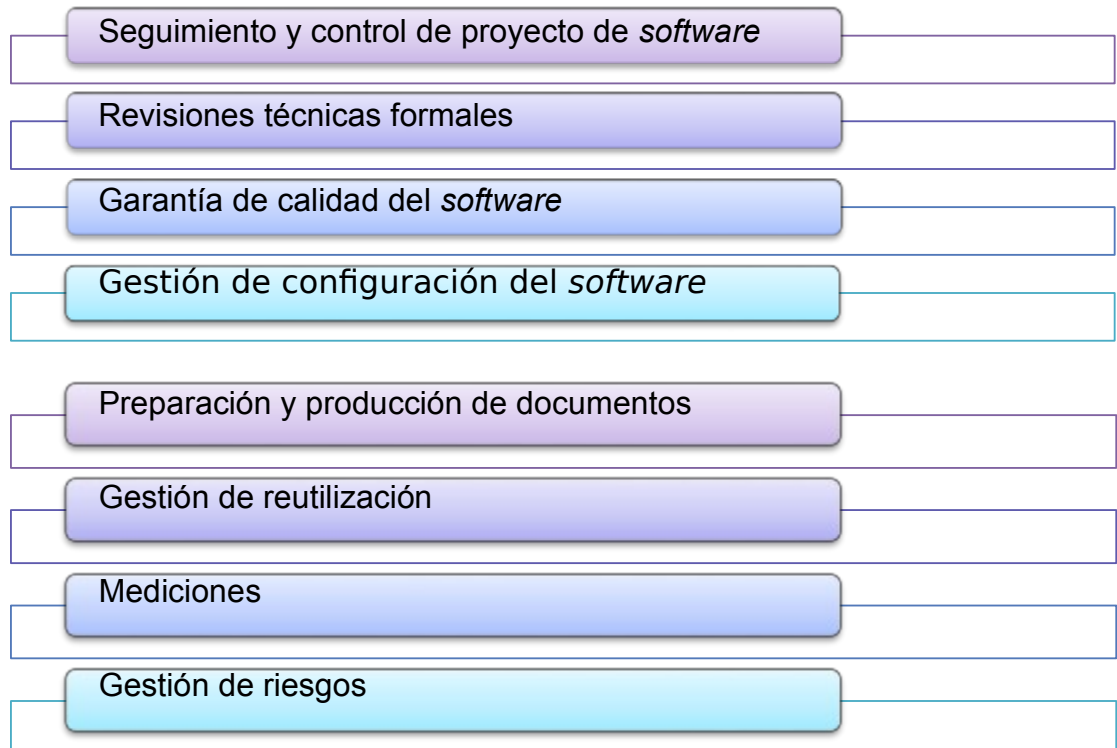 Seguimiento y control de proyecto de software
Revisiones técnicas formales
Garantía de calidad del software
Gestión de configuración del software
Preparación y producción de documentos
Gestión de reutilización
Mediciones
Gestión de riesgos